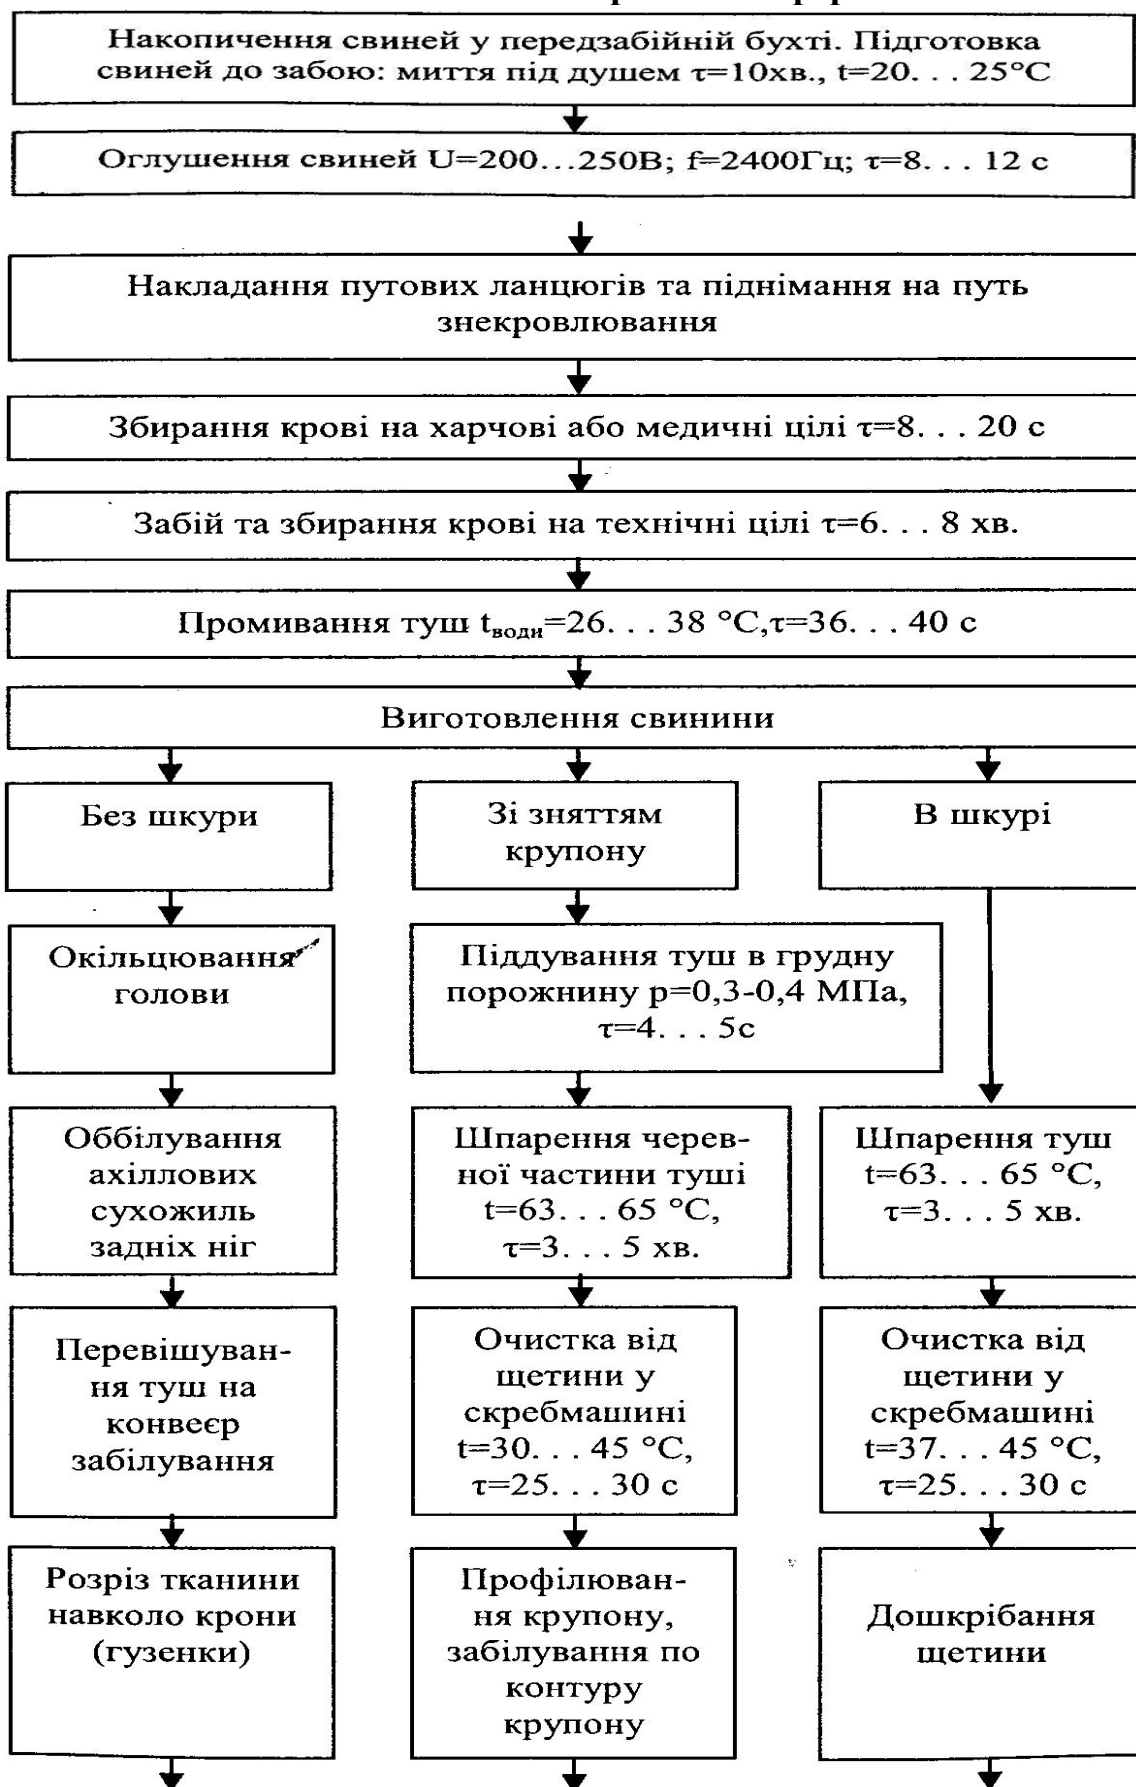 Накопичення свиней у передзабійній бухті. Підготовка
свиней до забою: миття під душем τ=10хв., t=20. . . 25°С
Оглушення свиней U=200...250В; f=2400Гц; τ=8. . . 12 с
Накладання путових ланцюгів та піднімання на путь
знекровлювання
Збирання крові на харчові або медичні цілі τ=8. . . 20 с
Забій та збирання крові на технічні цілі τ=6. . . 8 хв.
Промивання туш tводи=26. . . 38 °С,τ=36. . . 40 с
Виготовлення свинини
Без шкури
Зі зняттям
крупону
В шкурі
Окільцювання
голови
Піддування туш в грудну
порожнину р=0,3-0,4 МПа,
τ=4. . . 5с
Оббілування
ахіллових
сухожиль
задніх ніг
Шпарення черев-
ної частини туші
t=63. . . 65 °С,
τ=3. . . 5 хв.
Шпарення туш
t=63. . . 65 °С,
τ=3. . . 5 хв.
Перевішуван-
ня туш на
конвеєр
забілування
Очистка від
щетини у
скребмашині
t=30. . . 45 °С,
τ=25. . . 30 с
Очистка від
щетини у
скребмашині
t=37. . . 45 °С,
τ=25. . . 30 с
Розріз тканини
навколо крони
(гузенки)
Профілюван-
ня крупону,
забілування по
контуру
крупону
Дошкрібання
щетини